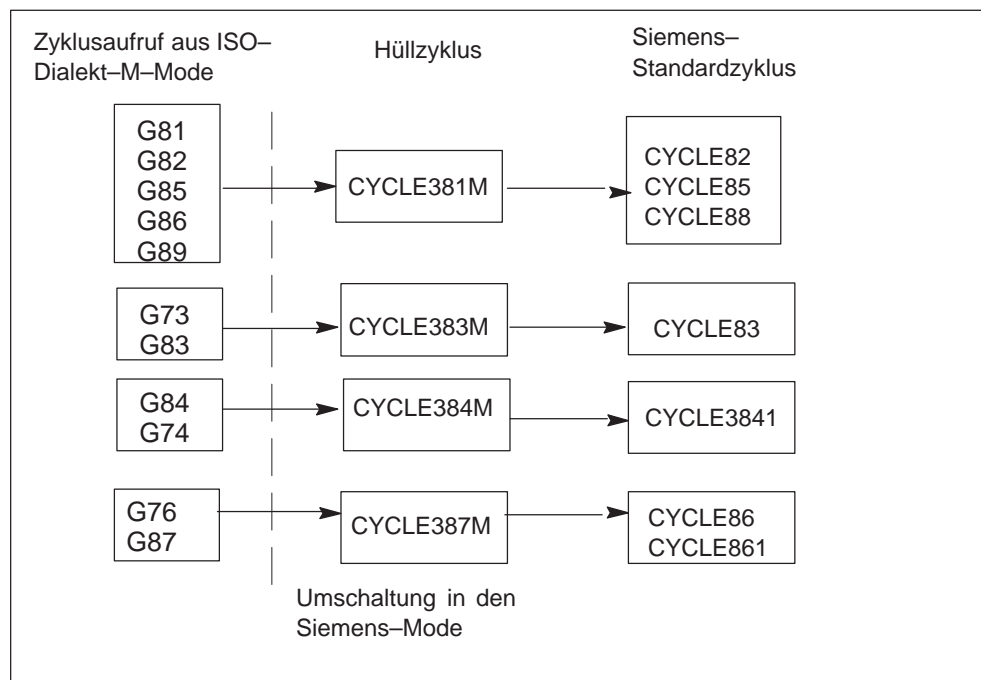 Zyklusaufruf aus ISO–
Dialekt–M–Mode
Hüllzyklus
Siemens–
Standardzyklus
G81
G82
G85
G86
G89
CYCLE381M
CYCLE82
CYCLE85
CYCLE88
G73
G83
CYCLE383M
CYCLE83
G84
G74
CYCLE384M
CYCLE3841
G76
G87
CYCLE387M
CYCLE86
CYCLE861
Umschaltung in den
Siemens–Mode